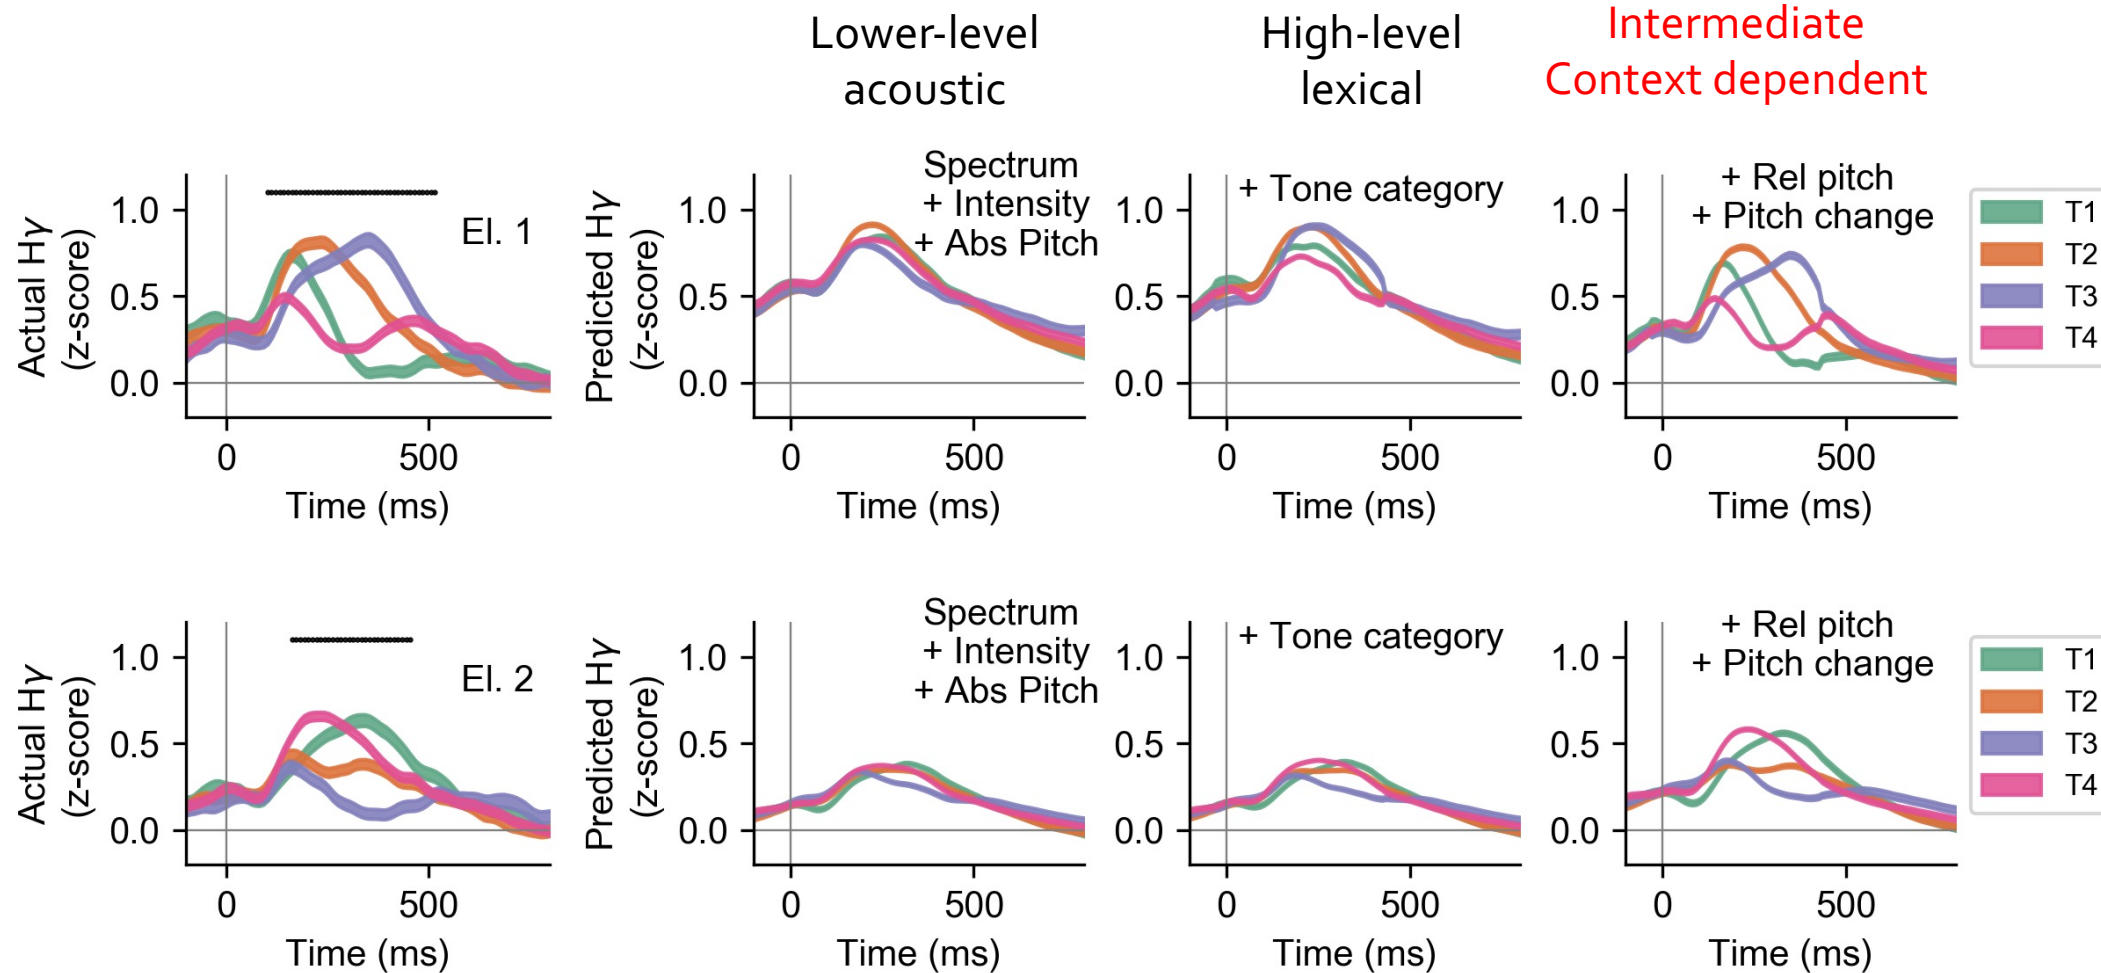 Lower-level
acoustic
High-level
lexical
Intermediate
Context dependent
Actual Hγ
(z-score)
1.0
0.5
0.0
El. 1
0
500
Time (ms)
Predicted Hγ
(z-score)
1.0
0.5
0.0
Spectrum
+ Intensity
+ Abs Pitch
0
500
Time (ms)
1.0
0.5
0.0
+ Tone category
0
500
Time (ms)
1.0
0.5
0.0
+ Rel pitch
+ Pitch change
0
500
Time (ms)
T1
T2
T3
T4
Actual Hγ
(z-score)
1.0
0.5
0.0
El. 2
0
500
Time (ms)
Predicted Hγ
(z-score)
1.0
0.5
0.0
Spectrum
+ Intensity
+ Abs Pitch
0
500
Time (ms)
1.0
0.5
0.0
+ Tone category
0
500
Time (ms)
1.0
0.5
0.0
+ Rel pitch
+ Pitch change
0
500
Time (ms)
T1
T2
T3
T4